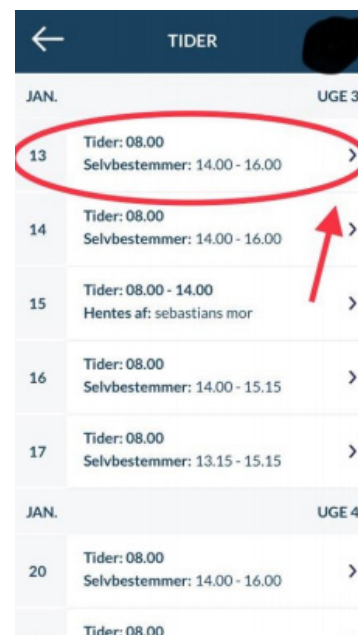 TIDER
JAN. UGE 3
13 Tider: 08.00
Selvbestemmer: 14.00 - 16.00
14 Tider: 08.00
Selvbestemmer: 14.00 - 16.00
15 Tider: 08.00 - 14.00
Hentes af: sebastians mor
16 Tider: 08.00
Selvbestemmer: 14.00 - 15.15
17 Tider: 08.00
Selvbestemmer: 13.15 - 15.15
JAN. UGE 4
20 Tider: 08.00
Selvbestemmer: 14.00 - 16.00
Tider: 08.00